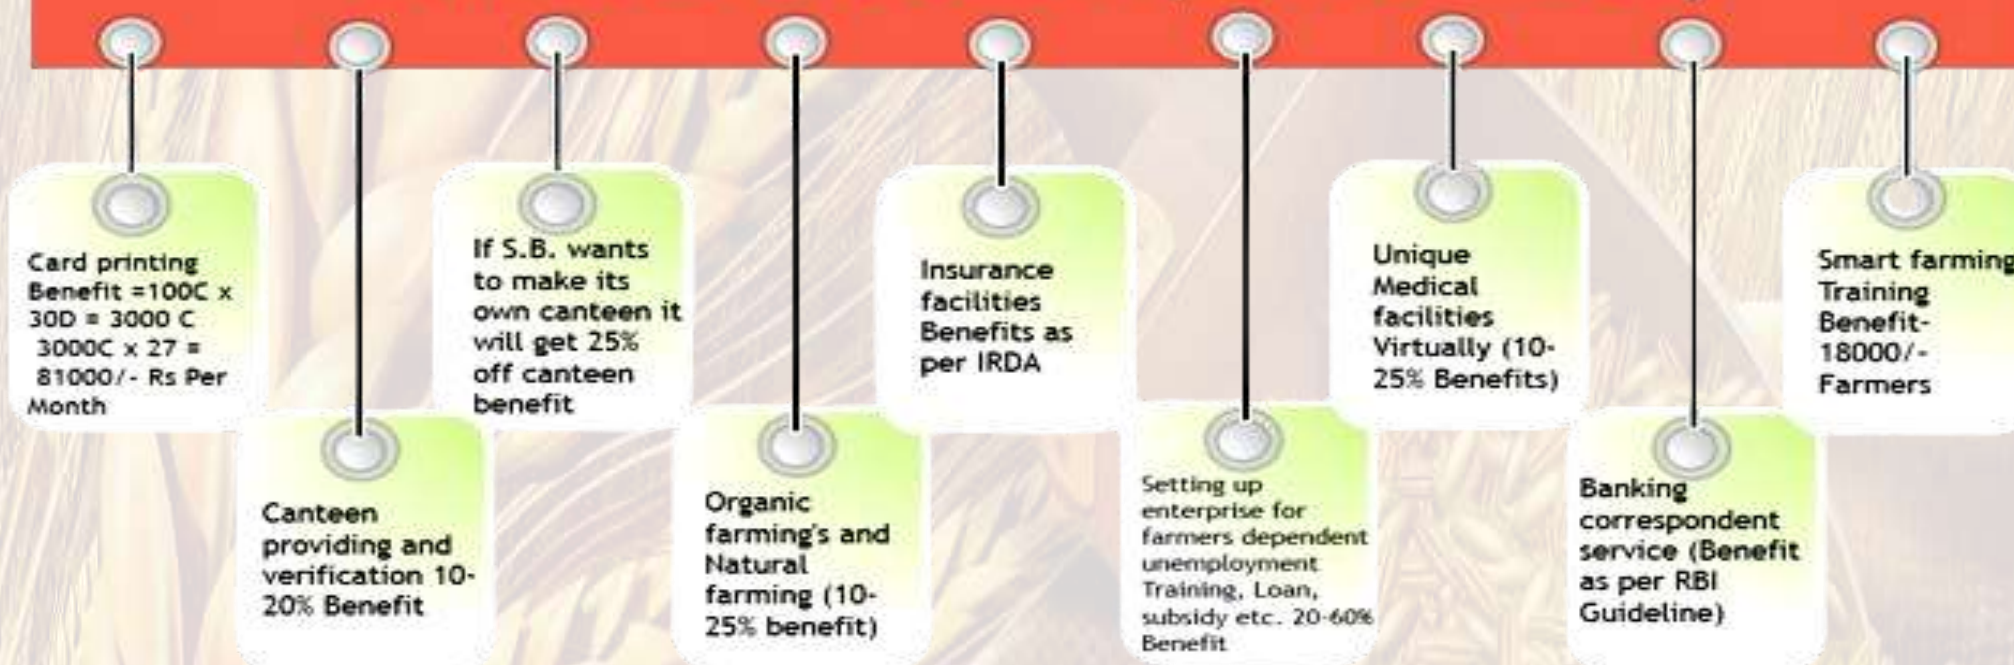 Card printing
Benefit =100C x
30D = 3000 C
3000C x 27 =
81000/- Rs Per
Month
Canteen
providing and
verification 10-
20% Benefit
If S.B. wants
to make its
own canteen it
will get 25%
off canteen
benefit
Organic
farming's and
Natural
farming (10-
25% benefit)
Insurance
facilities
Benefits as
per IRDA
Setting up
enterprise for
farmers dependent
unemployment
Training, Loan,
subsidy etc. 20-60%
Benefit
Unique
Medical
facilities
Virtually (10-
25% Benefits)
Banking
correspondent
service (Benefit
as per RBI
Guideline)
Smart farming
Training
Benefit-
18000/-
Farmers